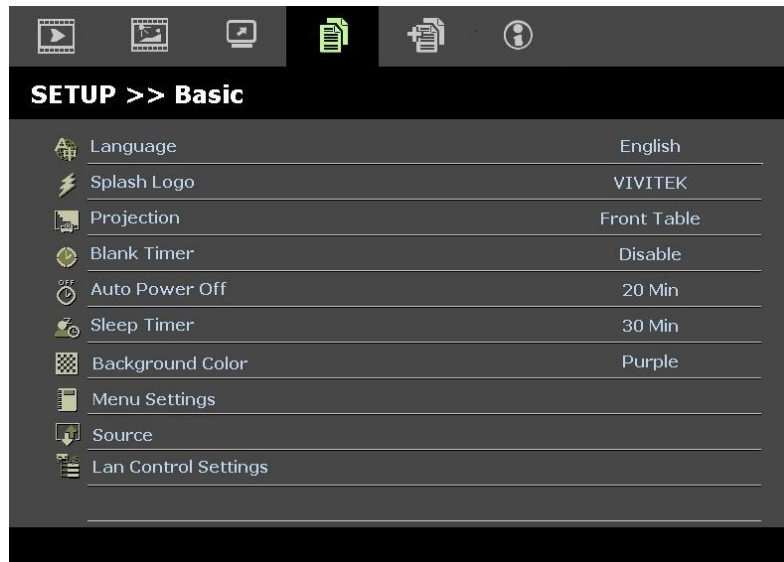 SETUP >> Basic
Language English
Splash Logo VIVITEK
Projection Front Table
Blank Timer Disable
Auto Power Off 20 Min
Sleep Timer 30 Min
Background Color Purple
Menu Settings
Source
Lan Control Settings